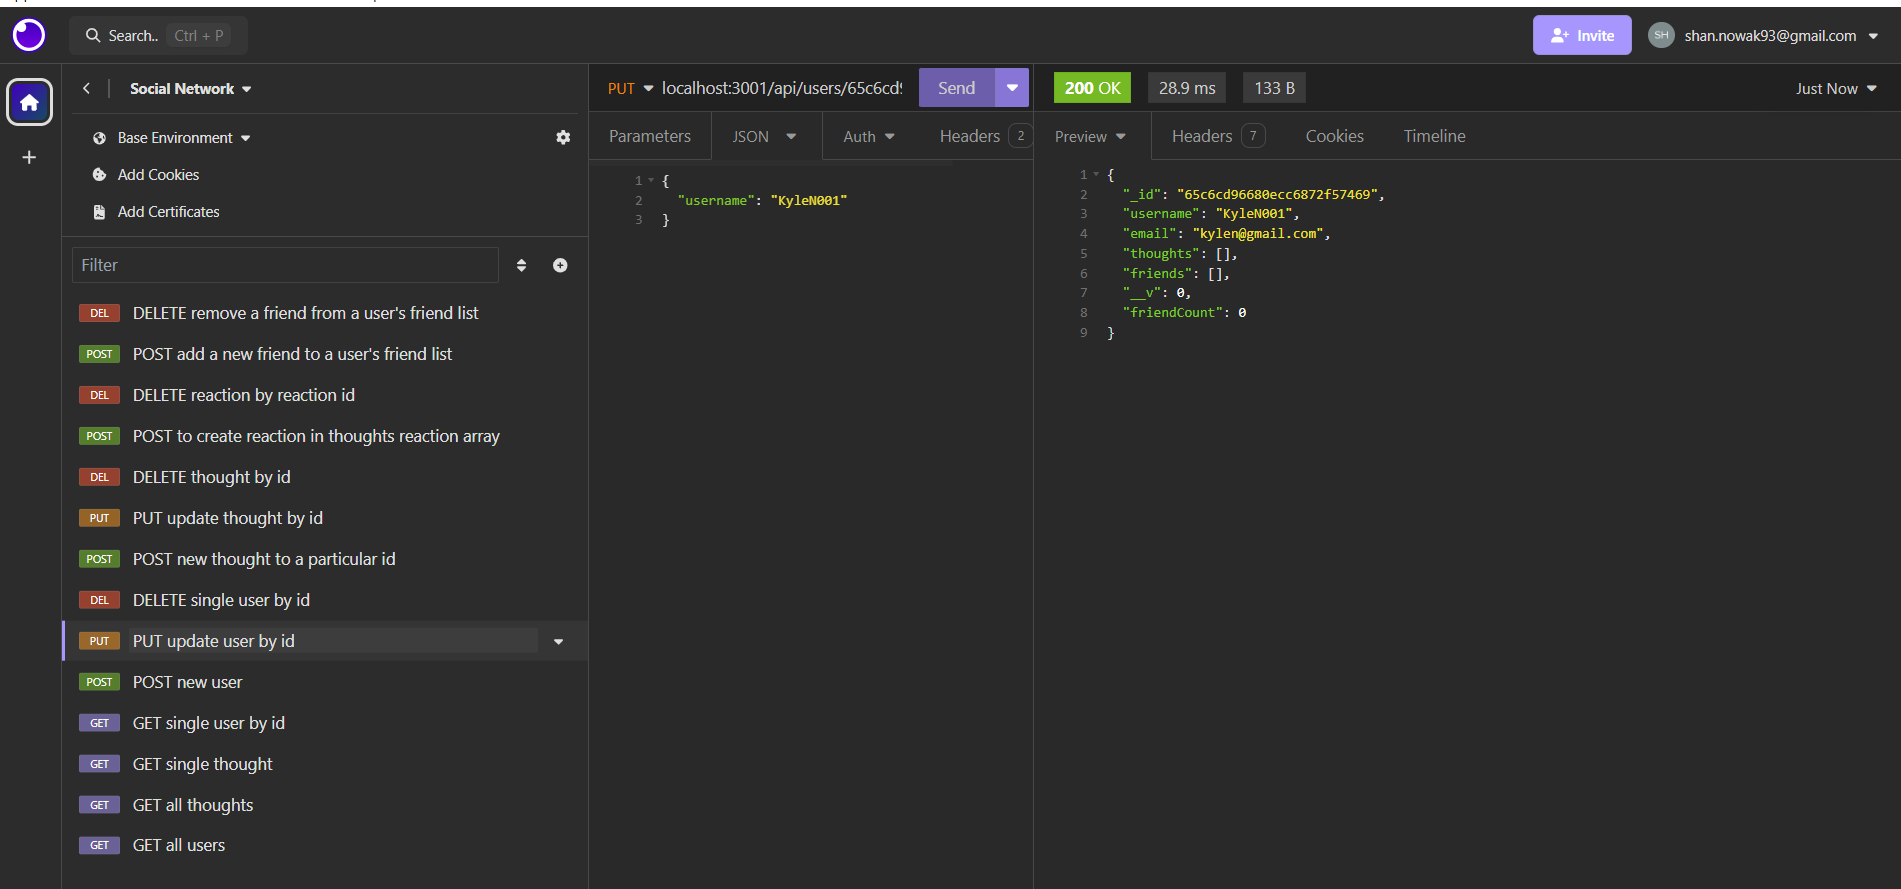 Search.. Ctrl + P
Invite
SH shan.nowak93@gmail.com
Social Network
Base Environment
Add Cookies
Add Certificates
Filter
DEL DELETE remove a friend from a user's friend list
POST POST add a new friend to a user's friend list
DEL DELETE reaction by reaction id
POST POST to create reaction in thoughts reaction array
DEL DELETE thought by id
PUT PUT update thought by id
POST POST new thought to a particular id
DEL DELETE single user by id
PUT PUT update user by id
POST POST new user
GET GET single user by id
GET GET single thought
GET GET all thoughts
GET GET all users
PUT localhost:3001/api/users/65c6cd9 Send
Parameters JSON Auth Headers 2
1 {
2 "username": "KyleN001"
3 }
200 OK 28.9 ms 133 B Just Now
Preview Headers 7 Cookies Timeline
1 {
2 "_id": "65c6cd96680ecc6872f57469",
3 "username": "KyleN001",
4 "email": "kylen@gmail.com",
5 "thoughts": [],
6 "friends": [],
7 "__v": 0,
8 "friendCount": 0
9 }